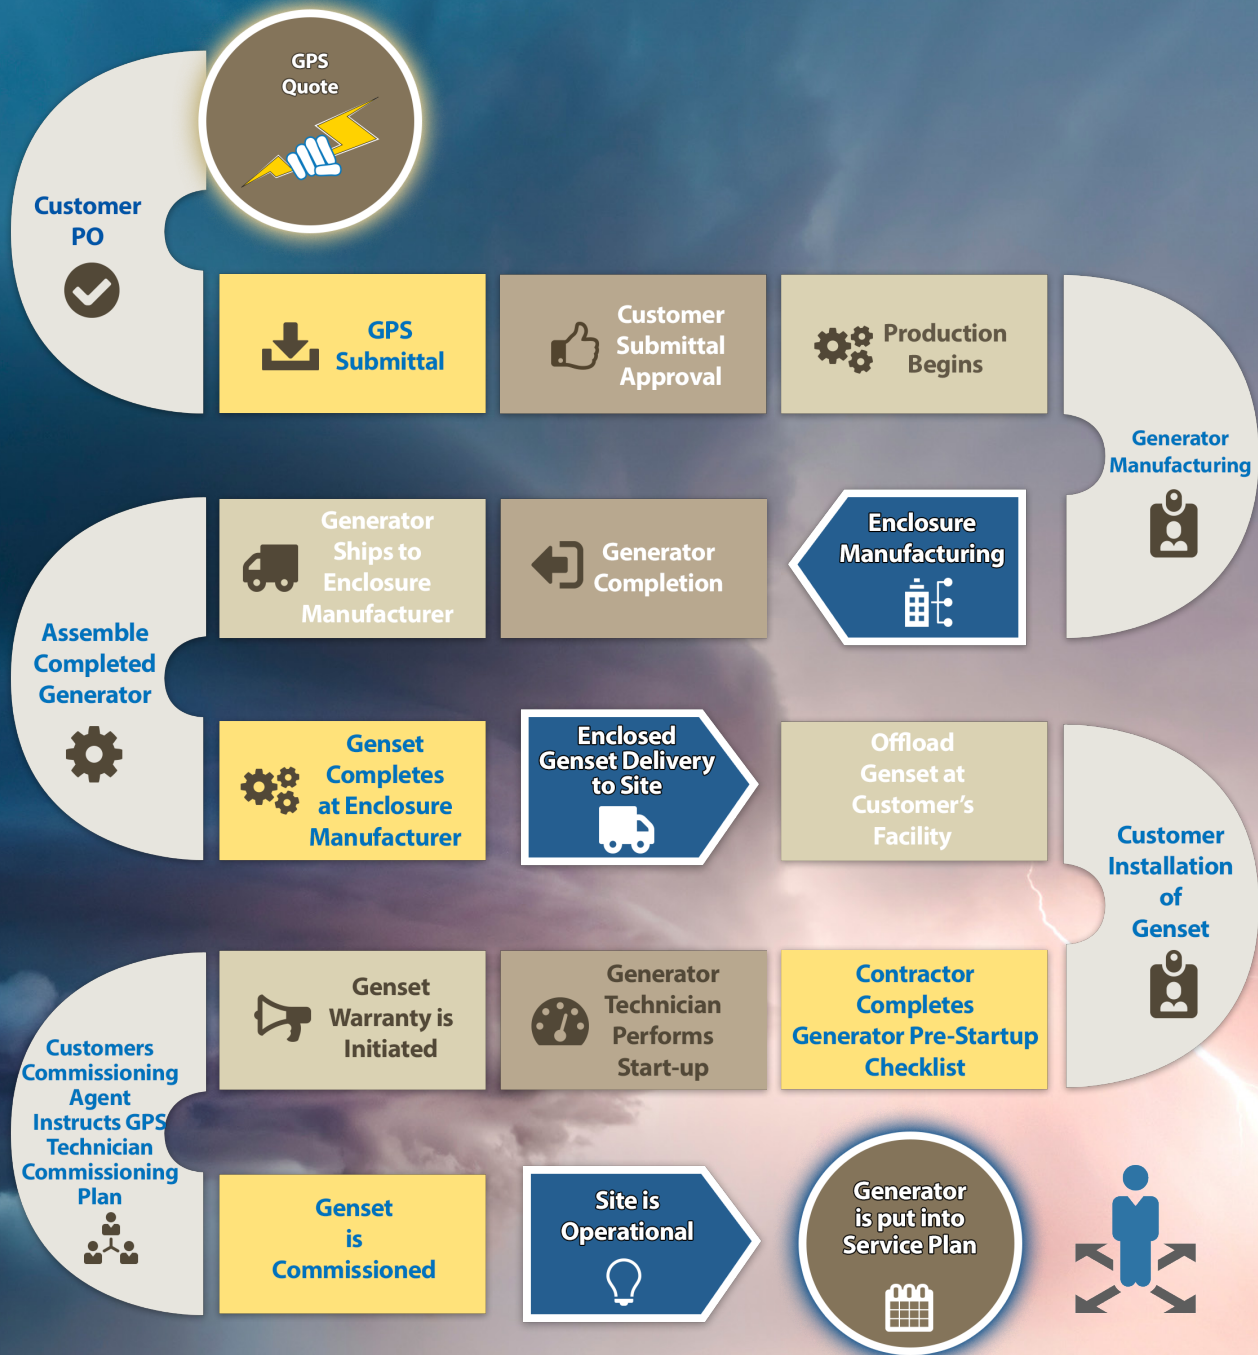 GPS
Quote
Customer
PO
GPS
Submittal
Customer
Submittal
Approval
Production
Begins
Generator
Manufacturing
Enclosure
Manufacturing
Generator
Completion
Generator
Ships to
Enclosure
Manufacturer
Assemble
Completed
Generator
Genset
Completes
at Enclosure
Manufacturer
Enclosed
Genset Delivery
to Site
Offload
Genset at
Customer's
Facility
Customer
Installation
of
Genset
Contractor
Completes
Generator Pre-Startup
Checklist
Generator
Technician
Performs
Start-up
Genset
Warranty is
Initiated
Customers
Commissioning
Agent
Instructs GPS
Technician
Commissioning
Plan
Genset
is
Commissioned
Site is
Operational
Generator
is put into
Service Plan